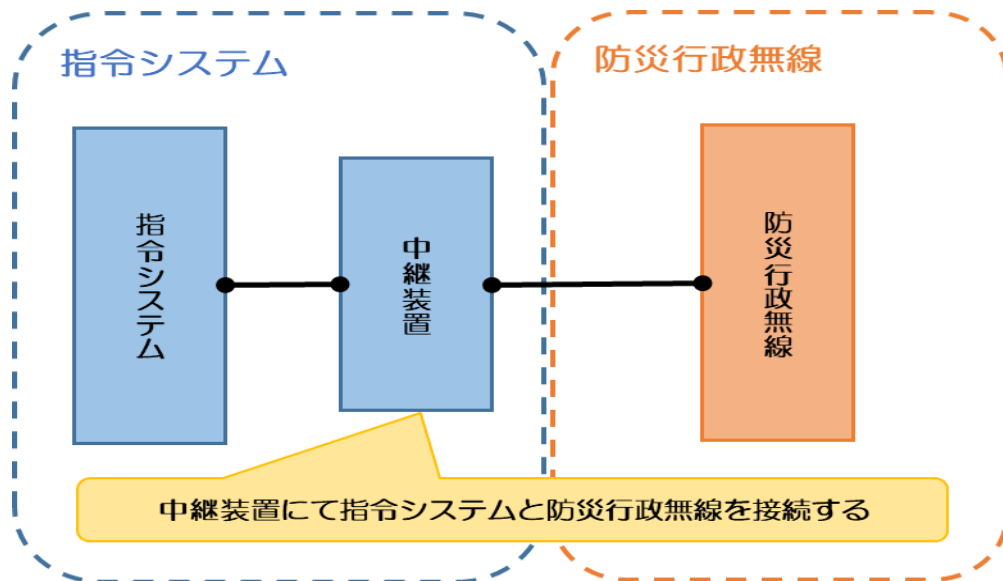 指令システム
防災行政無線
指令システム
中継装置
防災行政無線
中継装置にて指令システムと防災行政無線を接続する